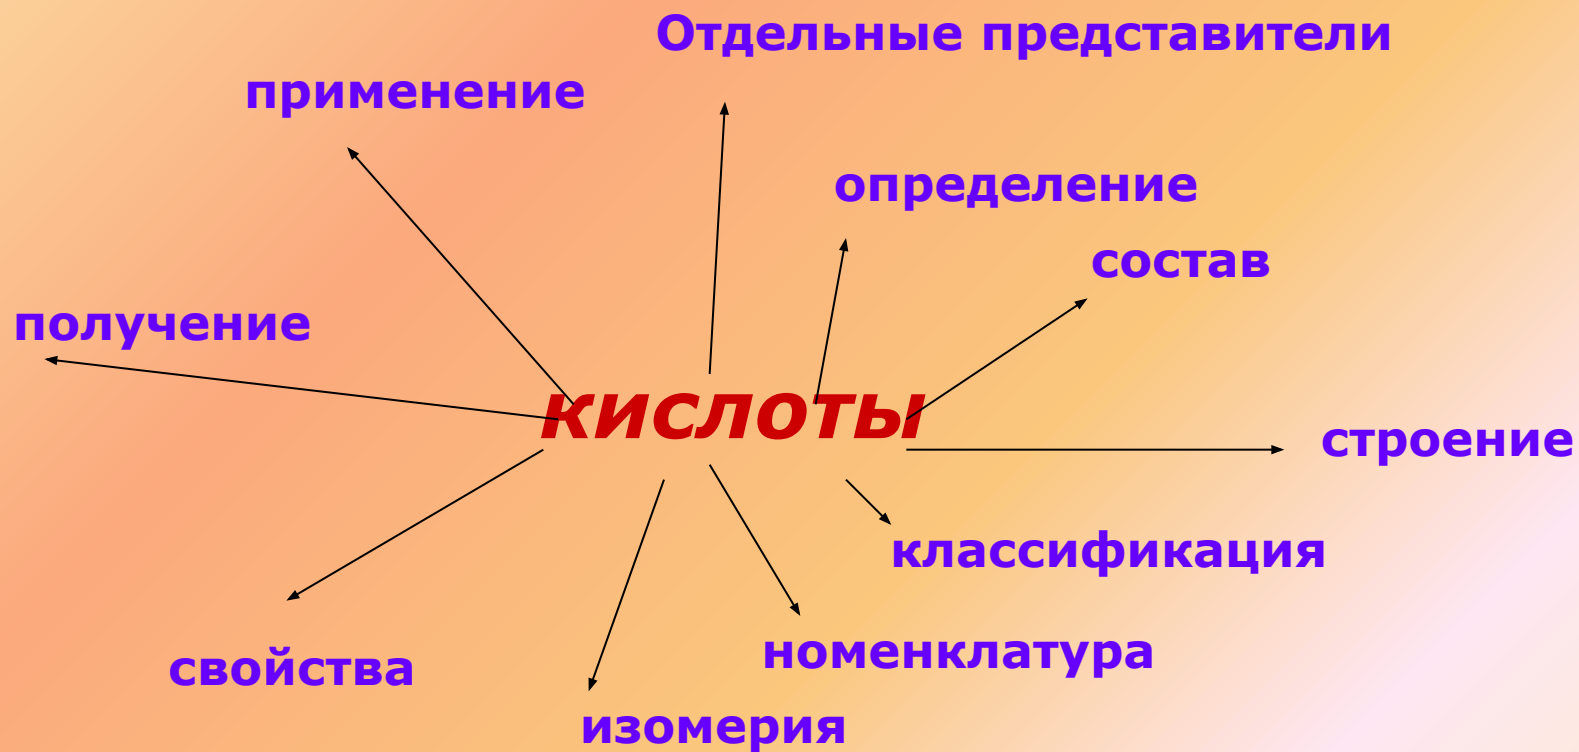 Отдельные представители
применение
определение
состав
получение
кислоты
строение
классификация
номенклатура
свойства
изомерия